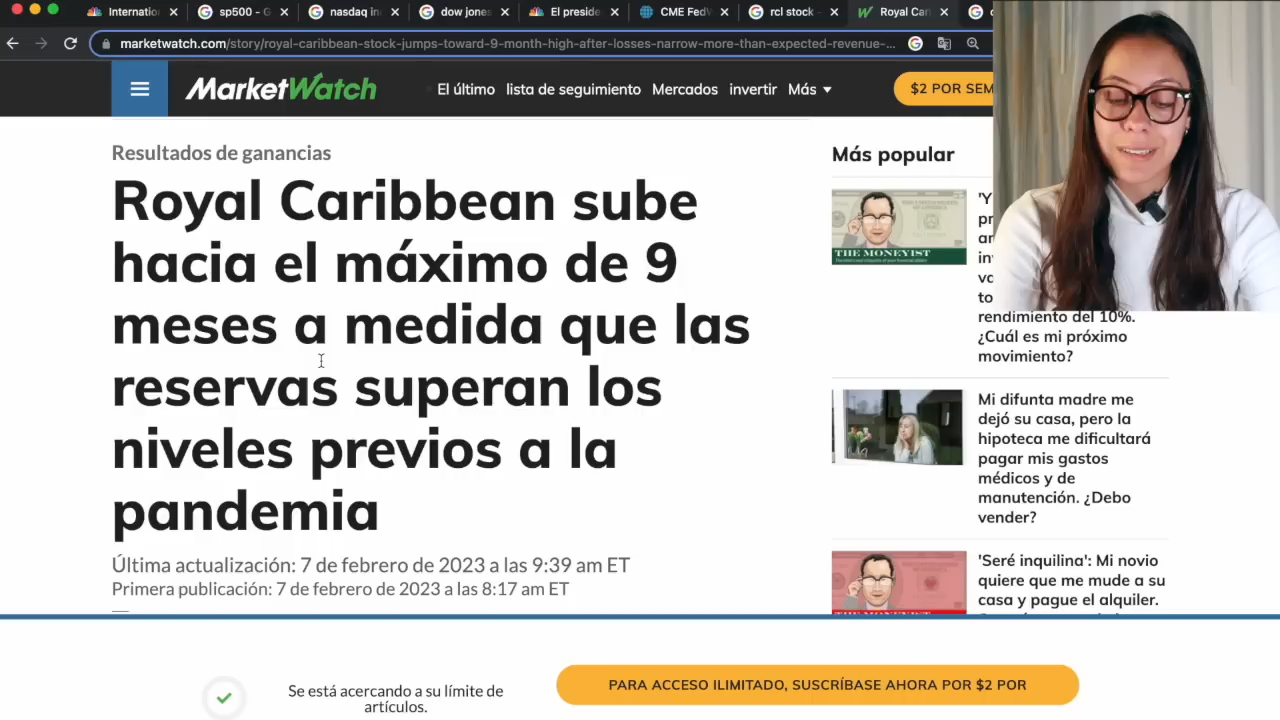 Internatio
sp500 - G
nasdaq in
dow jones
El preside
CME FedW
rcl stock -
Royal Cari
marketwatch.com/story/royal-caribbean-stock-jumps-toward-9-month-high-after-losses-narrow-more-than-expected-revenue-...
MarketWatch
El último lista de seguimiento Mercados invertir Más
$2 POR SEM
Resultados de ganancias
Royal Caribbean sube
hacia el máximo de 9
meses a medida que las
reservas superan los
niveles previos a la
pandemia
Última actualización: 7 de febrero de 2023 a las 9:39 am ET
Primera publicación: 7 de febrero de 2023 a las 8:17 am ET
Más popular
THE MONEYIST
rendimiento del 10%.
¿Cuál es mi próximo
movimiento?
Mi difunta madre me
dejó su casa, pero la
hipoteca me dificultará
pagar mis gastos
médicos y de
manutención. ¿Debo
vender?
'Seré inquilina': Mi novio
quiere que me mude a su
casa y pague el alquiler.
Se está acercando a su límite de
artículos.
PARA ACCESO ILIMITADO, SUSCRÍBASE AHORA POR $2 POR